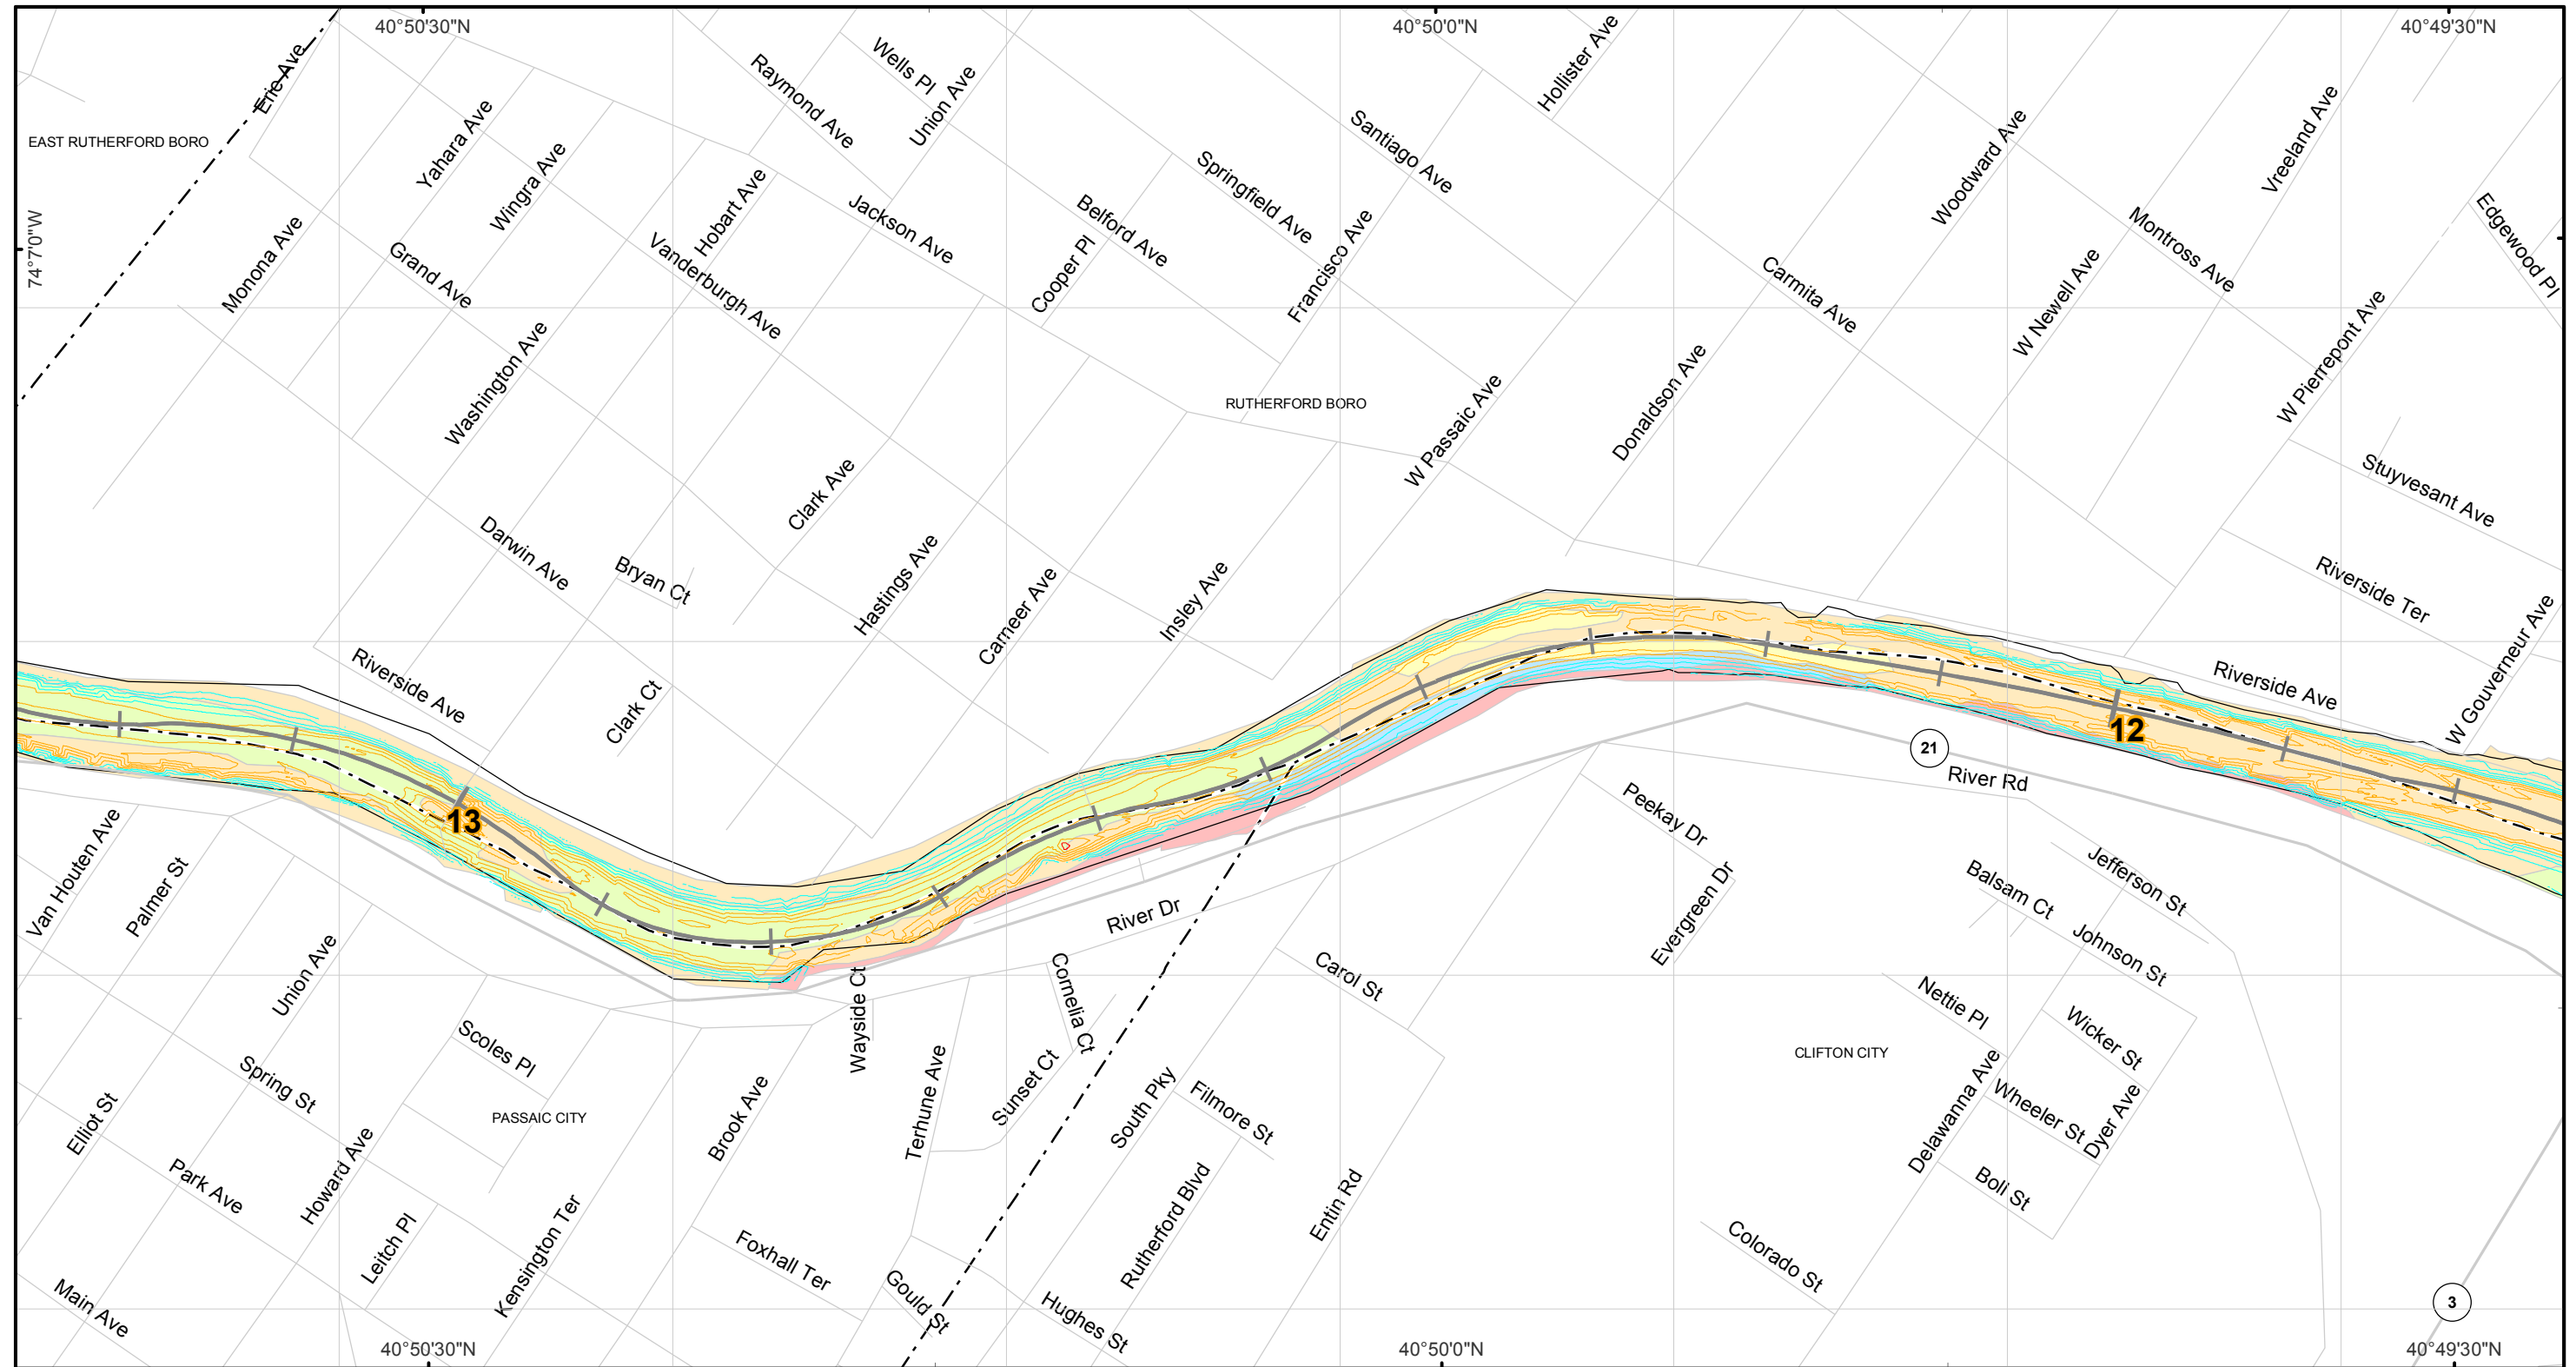 40°50'30"N
40°50'0"N
40°49'30"N
Erie Ave
EAST RUTHERFORD BORO
Yahara Ave
Wingra Ave
Raymond Ave
Wells Pl
Union Ave
Hollister Ave
Santiago Ave
Springfield Ave
Woodward Ave
Vreeland Ave
74°7'0"W
Monona Ave
Grand Ave
Hobart Ave
Vanderburgh Ave
Jackson Ave
Belford Ave
Cooper Pl
Francisco Ave
Carmita Ave
Montross Ave
W Newell Ave
Edgewood Pl
W Pierrepont Ave
Washington Ave
RUTHERFORD BORO
W Passaic Ave
Donaldson Ave
Stuyvesant Ave
Clark Ave
Darwin Ave
Bryan Ct
Hastings Ave
Carneer Ave
Insley Ave
Riverside Ter
W Gouverneur Ave
Riverside Ave
Clark Ct
Riverside Ave
12
21
River Rd
13
Van Houten Ave
Palmer St
Peekay Dr
Evergreen Dr
Jefferson St
Balsam Ct
Johnson St
River Dr
Union Ave
Wayside Ct
Cornelia Ct
Carol St
Nettie Pl
Wicker St
Scoles Pl
Spring St
Elliot St
PASSAIC CITY
Brook Ave
Terhune Ave
Sunset Ct
South Pky
Filmore St
CLIFTON CITY
Delawanna Ave
Wheeler St
Dyer Ave
Boll St
Park Ave
Howard Ave
Leitch Pl
Kensington Ter
Foxhall Ter
Gould St
Rutherford Blvd
Entin Rd
Hughes St
Colorado St
Main Ave
3
40°50'30"N
40°50'0"N
40°49'30"N